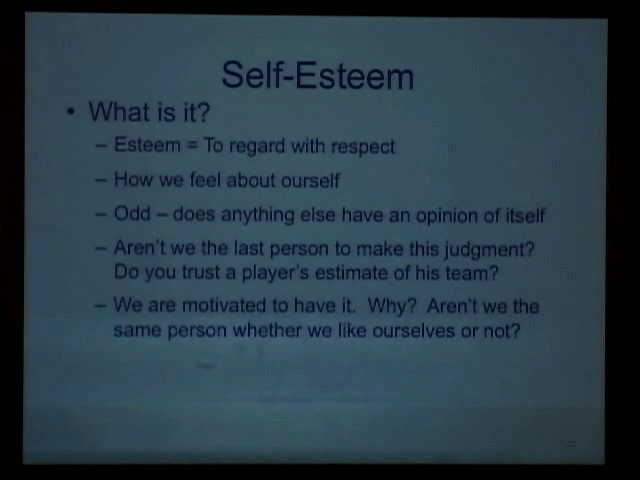 Self-Esteem
• What is it?
– Esteem = To regard with respect
– How we feel about ourself
– Odd – does anything else have an opinion of itself
– Aren't we the last person to make this judgment?
Do you trust a player's estimate of his team?
– We are motivated to have it. Why? Aren't we the
same person whether we like ourselves or not?